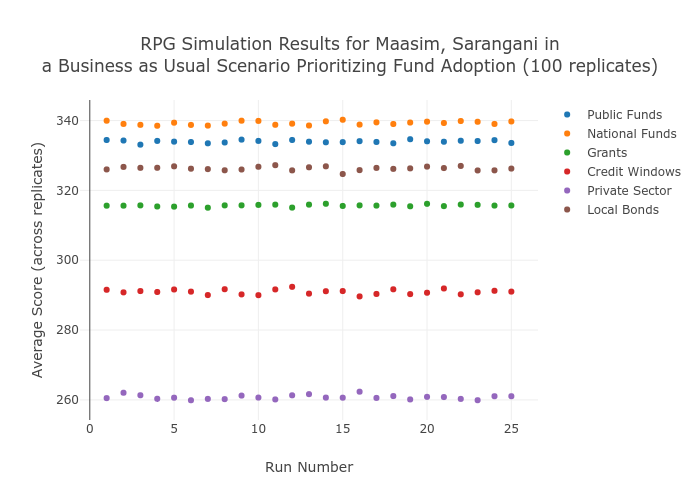 RPG Simulation Results for Maasim, Sarangani in
a Business as Usual Scenario Prioritizing Fund Adoption (100 replicates)
Average Score (across replicates)
340
320
300
280
260
0
5
10
15
20
25
Run Number
Public Funds
National Funds
Grants
Credit Windows
Private Sector
Local Bonds